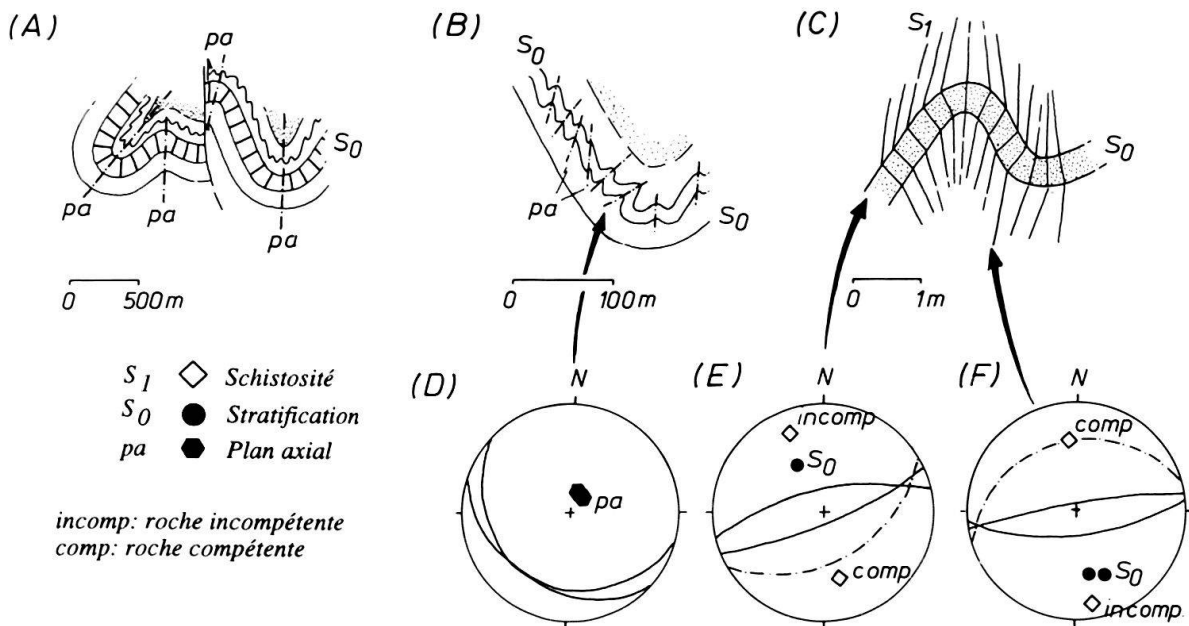 (A)
pa
S0
pa
pa
pa
0 500m
(B)
S0
pa
S0
0 100m
(C)
S1
S0
0 1m
S1 Schistosité
S0 Stratification
pa Plan axial
incomp: roche incompétente
comp: roche compétente
(D)
N
pa
(E)
N
incomp.
S0
comp.
(F)
N
comp
S0
incomp.